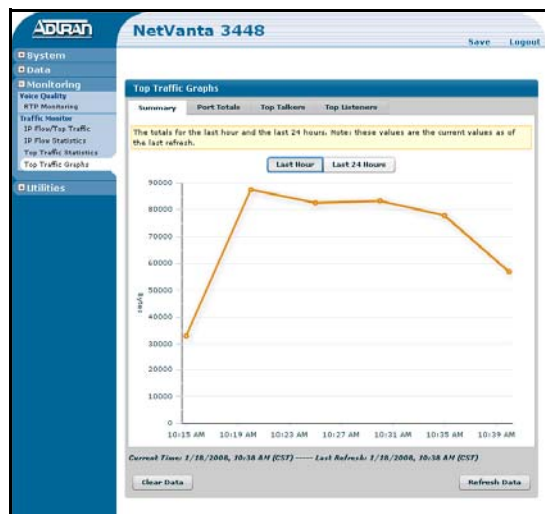 ADTRAN
NetVanta 3448
Save Logout
System
Data
Monitoring
Voice Quality
RTP Monitoring
Traffic Monitor
IP Flow/Top Traffic
IP Flow Statistics
Top Traffic Statistics
Top Traffic Graphs
Utilities
Top Traffic Graphs
Summary Port Totals Top Talkers Top Listeners
The totals for the last hour and the last 24 hours. Note: these values are the current values as of
the last refresh.
Last Hour Last 24 Hours
90000
80000
70000
60000
50000
40000
30000
20000
10000
0
Bytes
10:15 AM 10:19 AM 10:23 AM 10:27 AM 10:31 AM 10:35 AM 10:39 AM
Current Time: 1/18/2008, 10:38 AM (CST) ----- Last Refresh: 1/18/2008, 10:38 AM (CST)
Clear Data Refresh Data